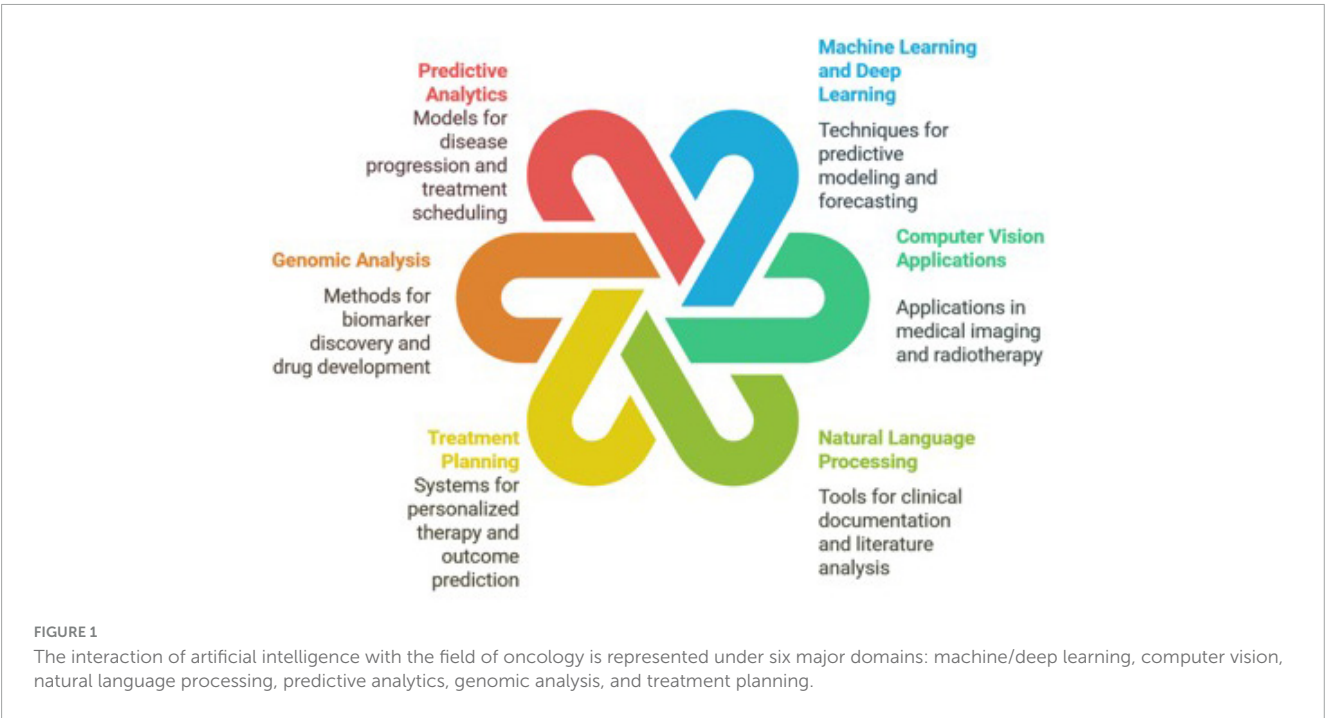 Predictive
Analytics
Models for
disease
progression and
treatment
scheduling
Machine Learning
and Deep
Learning
Techniques for
predictive
modeling and
forecasting
Genomic Analysis
Methods for
biomarker
discovery and
drug development
Computer Vision
Applications
Applications in
medical imaging
and radiotherapy
Treatment
Planning
Systems for
personalized
therapy and
outcome
prediction
Natural Language
Processing
Tools for clinical
documentation
and literature
analysis
FIGURE 1
The interaction of artificial intelligence with the field of oncology is represented under six major domains: machine/deep learning, computer vision,
natural language processing, predictive analytics, genomic analysis, and treatment planning.